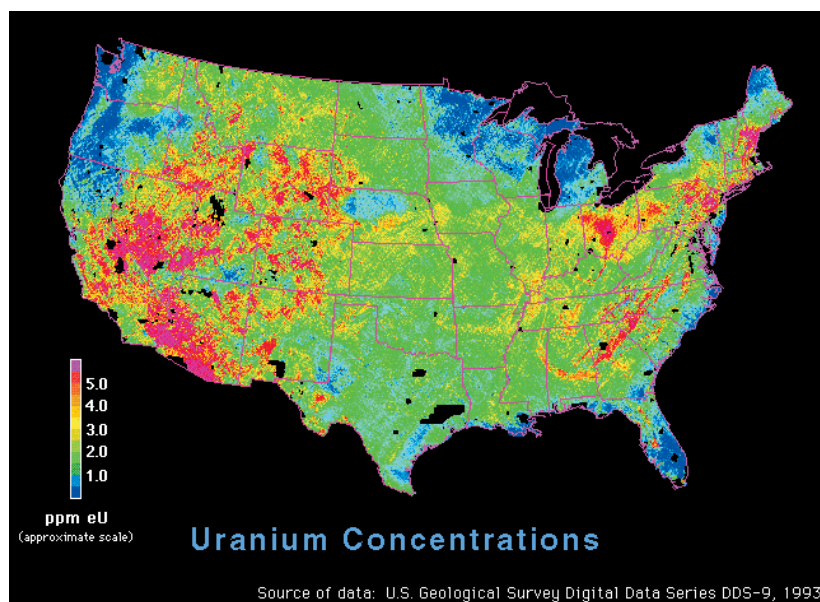 5.0
4.0
3.0
2.0
1.0
ppm eU
(approximate scale)
Uranium Concentrations
Source of data: U.S. Geological Survey Digital Data Series DDS-9, 1993